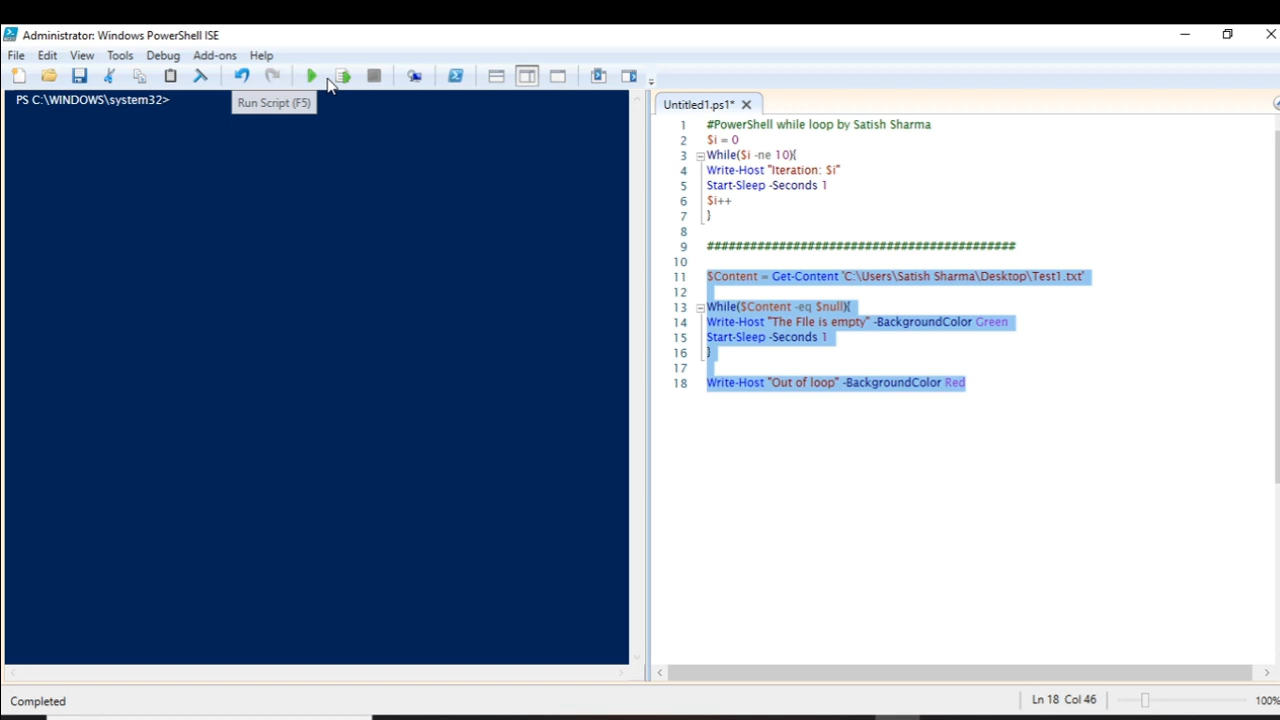 Administrator: Windows PowerShell ISE
File Edit View Tools Debug Add-ons Help
PS C:\WINDOWS\system32>
Run Script (F5)
Untitled1.ps1*
1 #PowerShell while loop by Satish Sharma
2 $i = 0
3 While($i -ne 10){
4 Write-Host "Iteration: $i"
5 Start-Sleep -Seconds 1
6 $i++
7 }
8
9 ###########################################
10
11 $Content = Get-Content 'C:\Users\Satish Sharma\Desktop\Test1.txt'
12
13 While($Content -eq $null){
14 Write-Host "The FIle is empty" -BackgroundColor Green
15 Start-Sleep -Seconds 1
16 }
17
18 Write-Host "Out of loop" -BackgroundColor Red
Completed
Ln 18 Col 46
100%